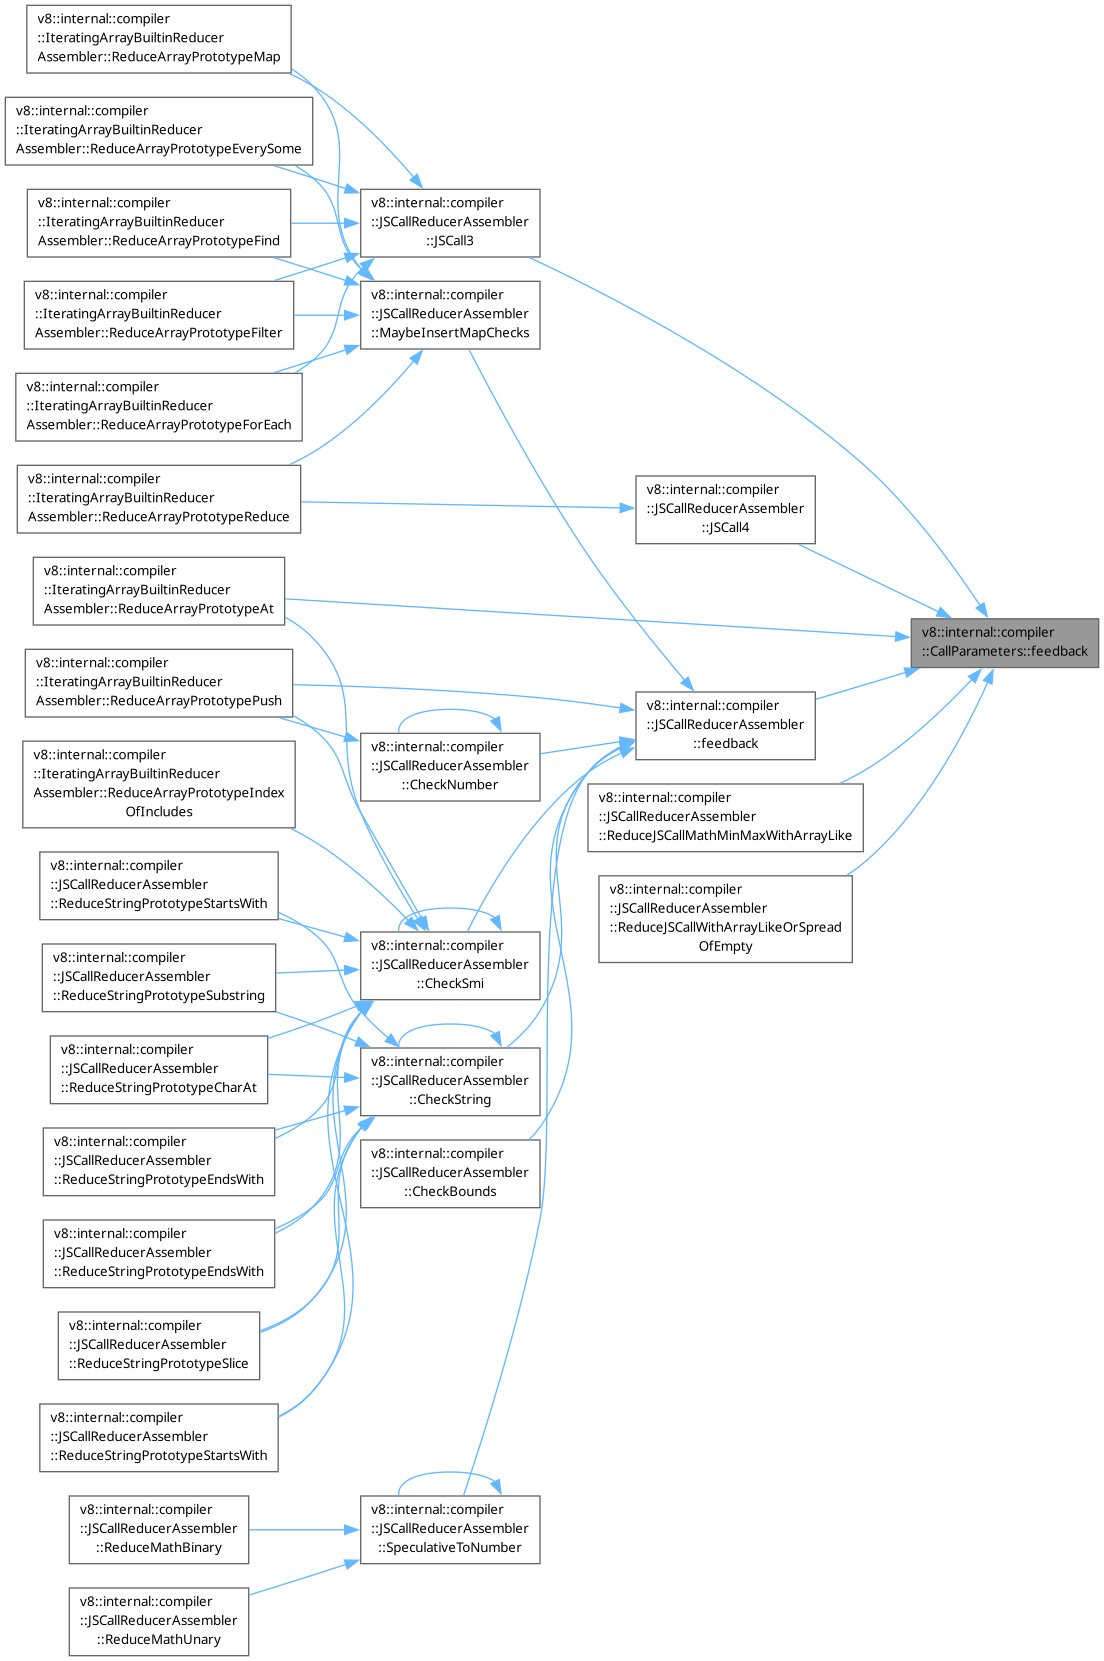 v8::internal::compiler
::IteratingArrayBuiltinReducer
Assembler::ReduceArrayPrototypeMap
v8::internal::compiler
::IteratingArrayBuiltinReducer
Assembler::ReduceArrayPrototypeEverySome
v8::internal::compiler
::IteratingArrayBuiltinReducer
Assembler::ReduceArrayPrototypeFind
v8::internal::compiler
::IteratingArrayBuiltinReducer
Assembler::ReduceArrayPrototypeFilter
v8::internal::compiler
::IteratingArrayBuiltinReducer
Assembler::ReduceArrayPrototypeForEach
v8::internal::compiler
::IteratingArrayBuiltinReducer
Assembler::ReduceArrayPrototypeReduce
v8::internal::compiler
::IteratingArrayBuiltinReducer
Assembler::ReduceArrayPrototypeAt
v8::internal::compiler
::IteratingArrayBuiltinReducer
Assembler::ReduceArrayPrototypePush
v8::internal::compiler
::IteratingArrayBuiltinReducer
Assembler::ReduceArrayPrototypeIndex
OfIncludes
v8::internal::compiler
::JSCallReducerAssembler
::ReduceStringPrototypeStartsWith
v8::internal::compiler
::JSCallReducerAssembler
::ReduceStringPrototypeSubstring
v8::internal::compiler
::JSCallReducerAssembler
::ReduceStringPrototypeCharAt
v8::internal::compiler
::JSCallReducerAssembler
::ReduceStringPrototypeEndsWith
v8::internal::compiler
::JSCallReducerAssembler
::ReduceStringPrototypeEndsWith
v8::internal::compiler
::JSCallReducerAssembler
::ReduceStringPrototypeSlice
v8::internal::compiler
::JSCallReducerAssembler
::ReduceStringPrototypeStartsWith
v8::internal::compiler
::JSCallReducerAssembler
::ReduceMathBinary
v8::internal::compiler
::JSCallReducerAssembler
::ReduceMathUnary
v8::internal::compiler
::JSCallReducerAssembler
::JSCall3
v8::internal::compiler
::JSCallReducerAssembler
::MaybeInsertMapChecks
v8::internal::compiler
::JSCallReducerAssembler
::CheckNumber
v8::internal::compiler
::JSCallReducerAssembler
::CheckSmi
v8::internal::compiler
::JSCallReducerAssembler
::CheckString
v8::internal::compiler
::JSCallReducerAssembler
::CheckBounds
v8::internal::compiler
::JSCallReducerAssembler
::SpeculativeToNumber
v8::internal::compiler
::JSCallReducerAssembler
::JSCall4
v8::internal::compiler
::JSCallReducerAssembler
::feedback
v8::internal::compiler
::JSCallReducerAssembler
::ReduceJSCallMathMinMaxWithArrayLike
v8::internal::compiler
::JSCallReducerAssembler
::ReduceJSCallWithArrayLikeOrSpread
OfEmpty
v8::internal::compiler
::CallParameters::feedback